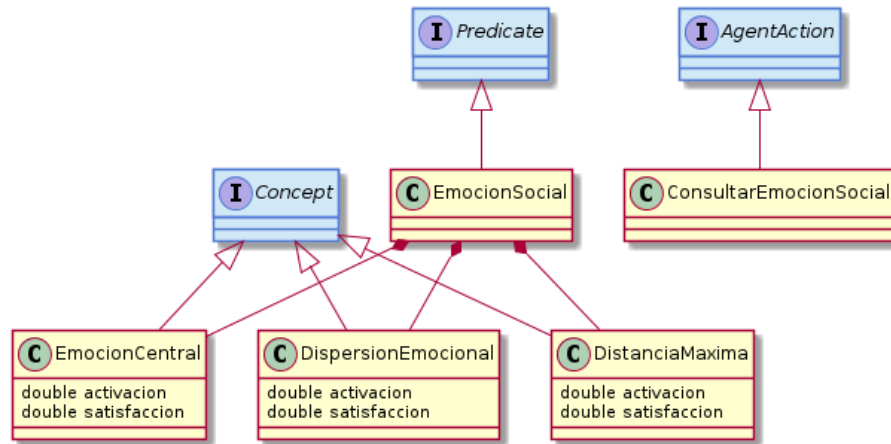 I Predicate
I AgentAction
I Concept
C EmocionSocial
C ConsultarEmocionSocial
C EmocionCentral
double activacion
double satisfaccion
C DispersionEmocional
double activacion
double satisfaccion
C DistanciaMaxima
double activacion
double satisfaccion